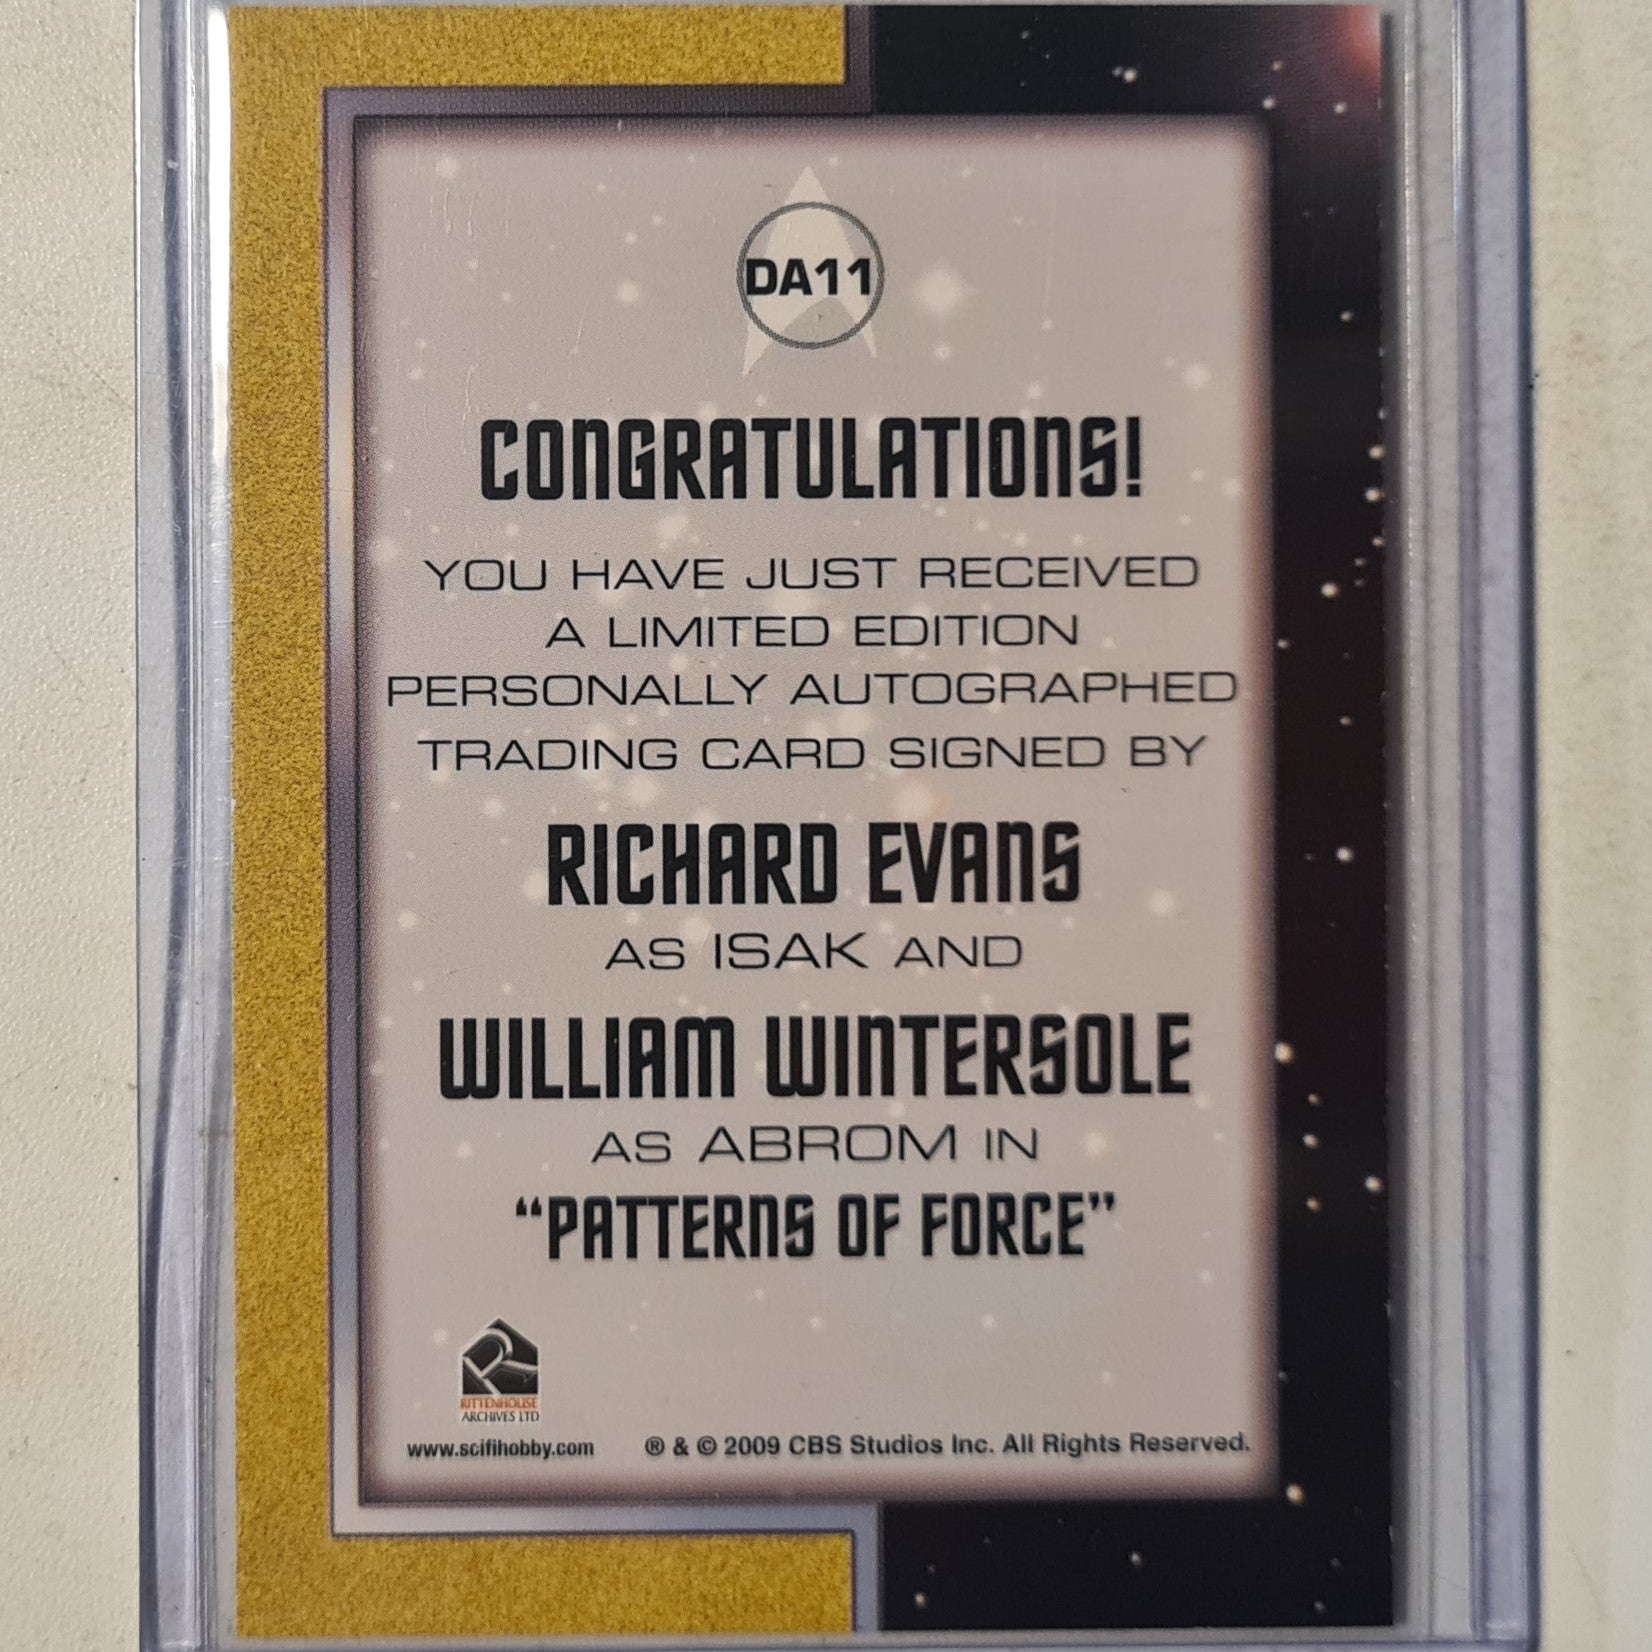 DA11
CONGRATULATIONS!
YOU HAVE JUST RECEIVED
A LIMITED EDITION
PERSONALLY AUTOGRAPHED
TRADING CARD SIGNED BY
RICHARD EVANS
AS ISAK AND
WILLIAM WINTERSOLE
AS ABROM IN
“PATTERNS OF FORCE”
RITTENHOUSE
ARCHIVES LTD
www.scifihobby.com ® & © 2009 CBS Studios Inc. All Rights Reserved.